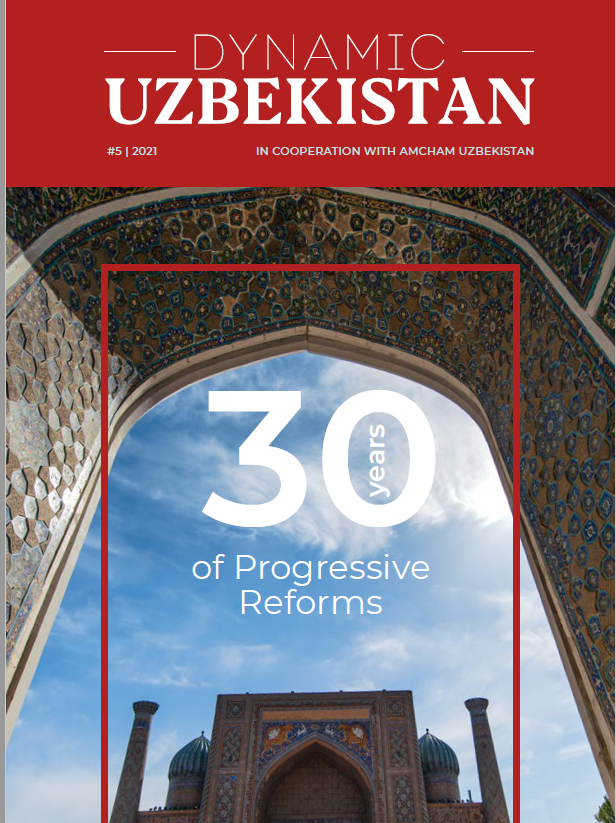 DYNAMIC
UZBEKISTAN
#5 | 2021
IN COOPERATION WITH AMCHAM UZBEKISTAN
30
years
of Progressive
Reforms